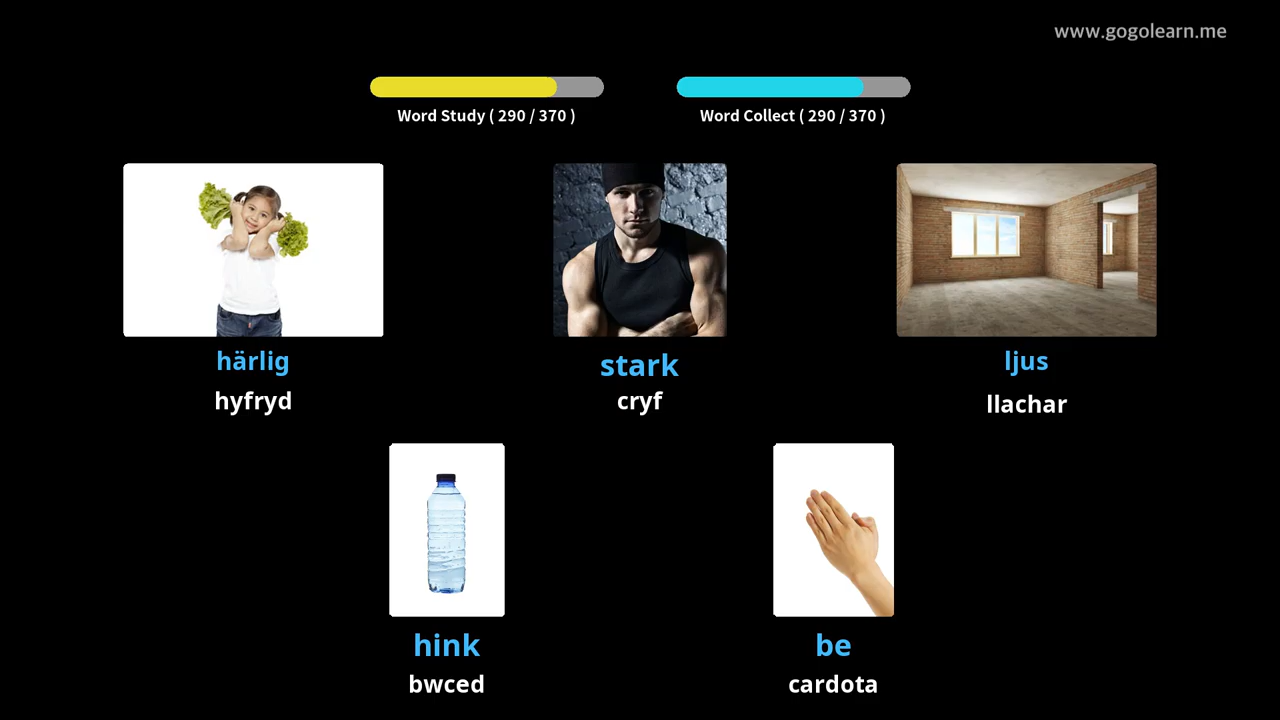 www.gogolearn.me
Word Study ( 290 / 370 )
Word Collect ( 290 / 370 )
härlig
hyfryd
stark
cryf
ljus
llachar
hink
bwced
be
cardota